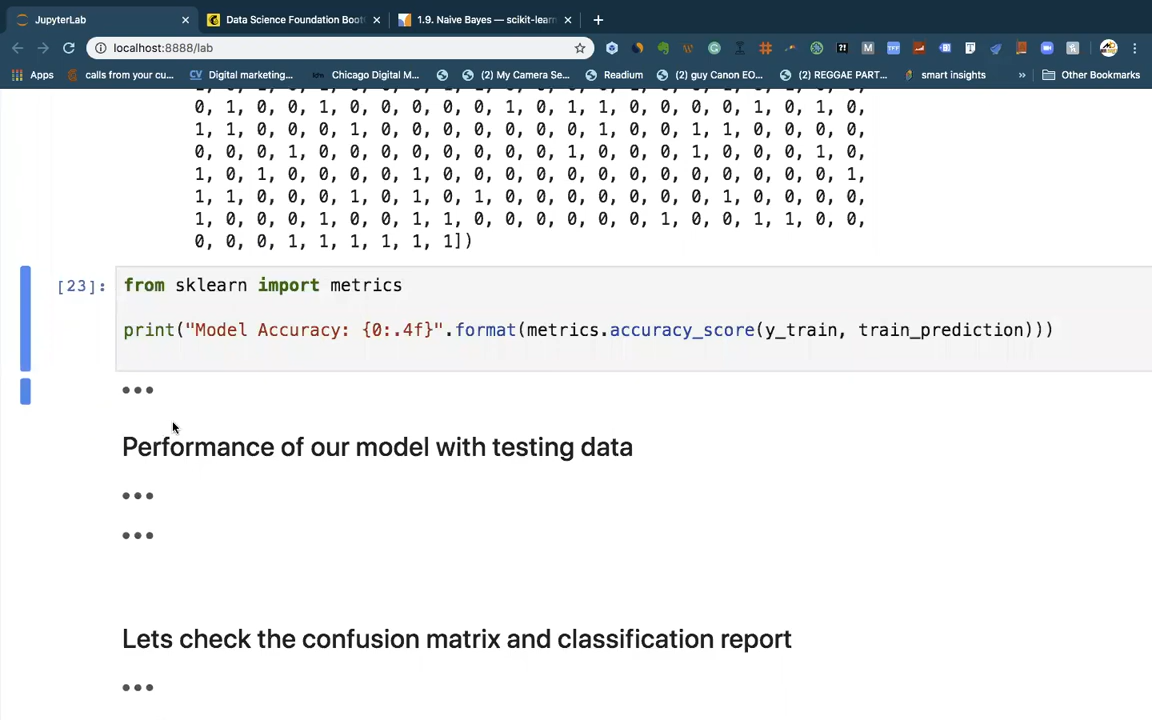 JupyterLab
Data Science Foundation Boot
1.9. Naive Bayes — scikit-learn
localhost:8888/lab
Apps
calls from your cu...
CV Digital marketing...
Chicago Digital M...
(2) My Camera Se...
Readium
(2) guy Canon EO...
(2) REGGAE PART...
smart insights
»
Other Bookmarks
0, 1, 0, 0, 1, 0, 0, 0, 0, 0, 1, 0, 1, 1, 0, 0, 0, 0, 1, 0, 1, 0,
1, 1, 0, 0, 0, 1, 0, 0, 0, 0, 0, 0, 0, 1, 0, 0, 1, 1, 0, 0, 0, 0,
0, 0, 0, 1, 0, 0, 0, 0, 0, 0, 0, 0, 1, 0, 0, 0, 1, 0, 0, 0, 1, 0,
1, 0, 1, 0, 0, 0, 0, 1, 0, 0, 0, 0, 0, 0, 0, 0, 0, 0, 0, 0, 0, 1,
1, 1, 0, 0, 0, 1, 0, 1, 0, 1, 0, 0, 0, 0, 0, 0, 0, 1, 0, 0, 0, 0,
1, 0, 0, 0, 1, 0, 0, 1, 1, 0, 0, 0, 0, 0, 0, 1, 0, 0, 1, 1, 0, 0,
0, 0, 0, 1, 1, 1, 1, 1, 1])
[23]: from sklearn import metrics
print("Model Accuracy: {0:.4f}".format(metrics.accuracy_score(y_train, train_prediction)))
Performance of our model with testing data
Lets check the confusion matrix and classification report